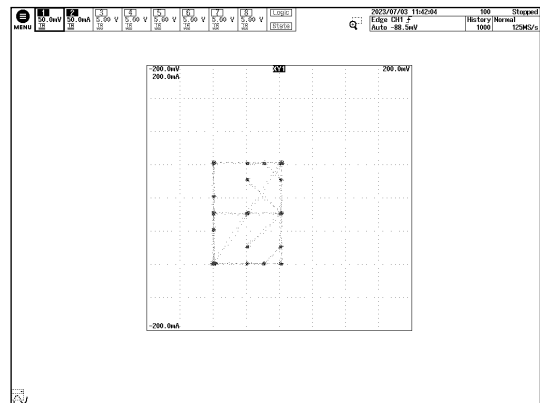 1 2 3 4 5 6 7 8 Logic
50.0mV 50.0mA 5.00 V 5.00 V 5.00 V 5.00 V 5.00 V 5.00 V
MENU State
2023/07/03 11:42:04 100 Stopped
Edge CH1 History Normal
Auto -88.5mV 1000 125MS/s
-200.0mV XY1 200.0mV
200.0mA
-200.0mA